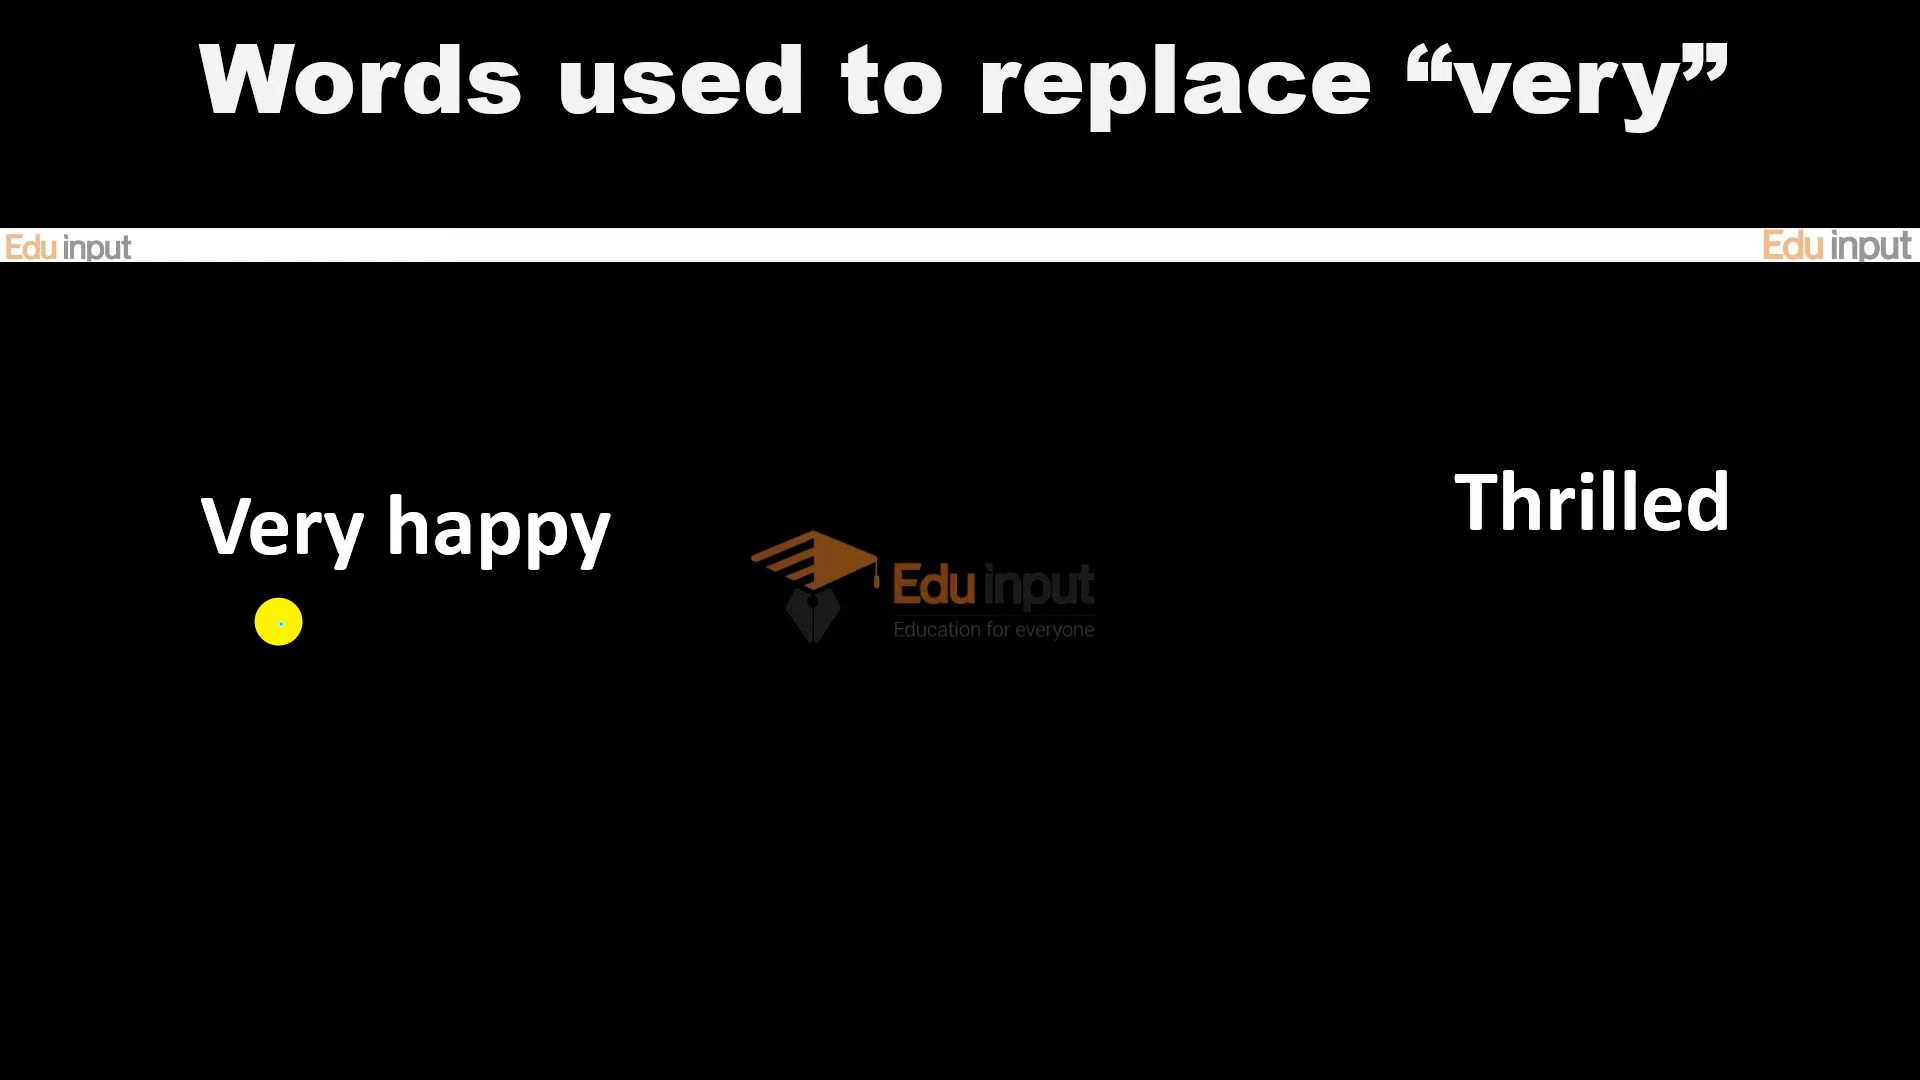 Words used to replace “very”
Edu input
Edu input
Very happy
Thrilled
Edu input
Education for everyone